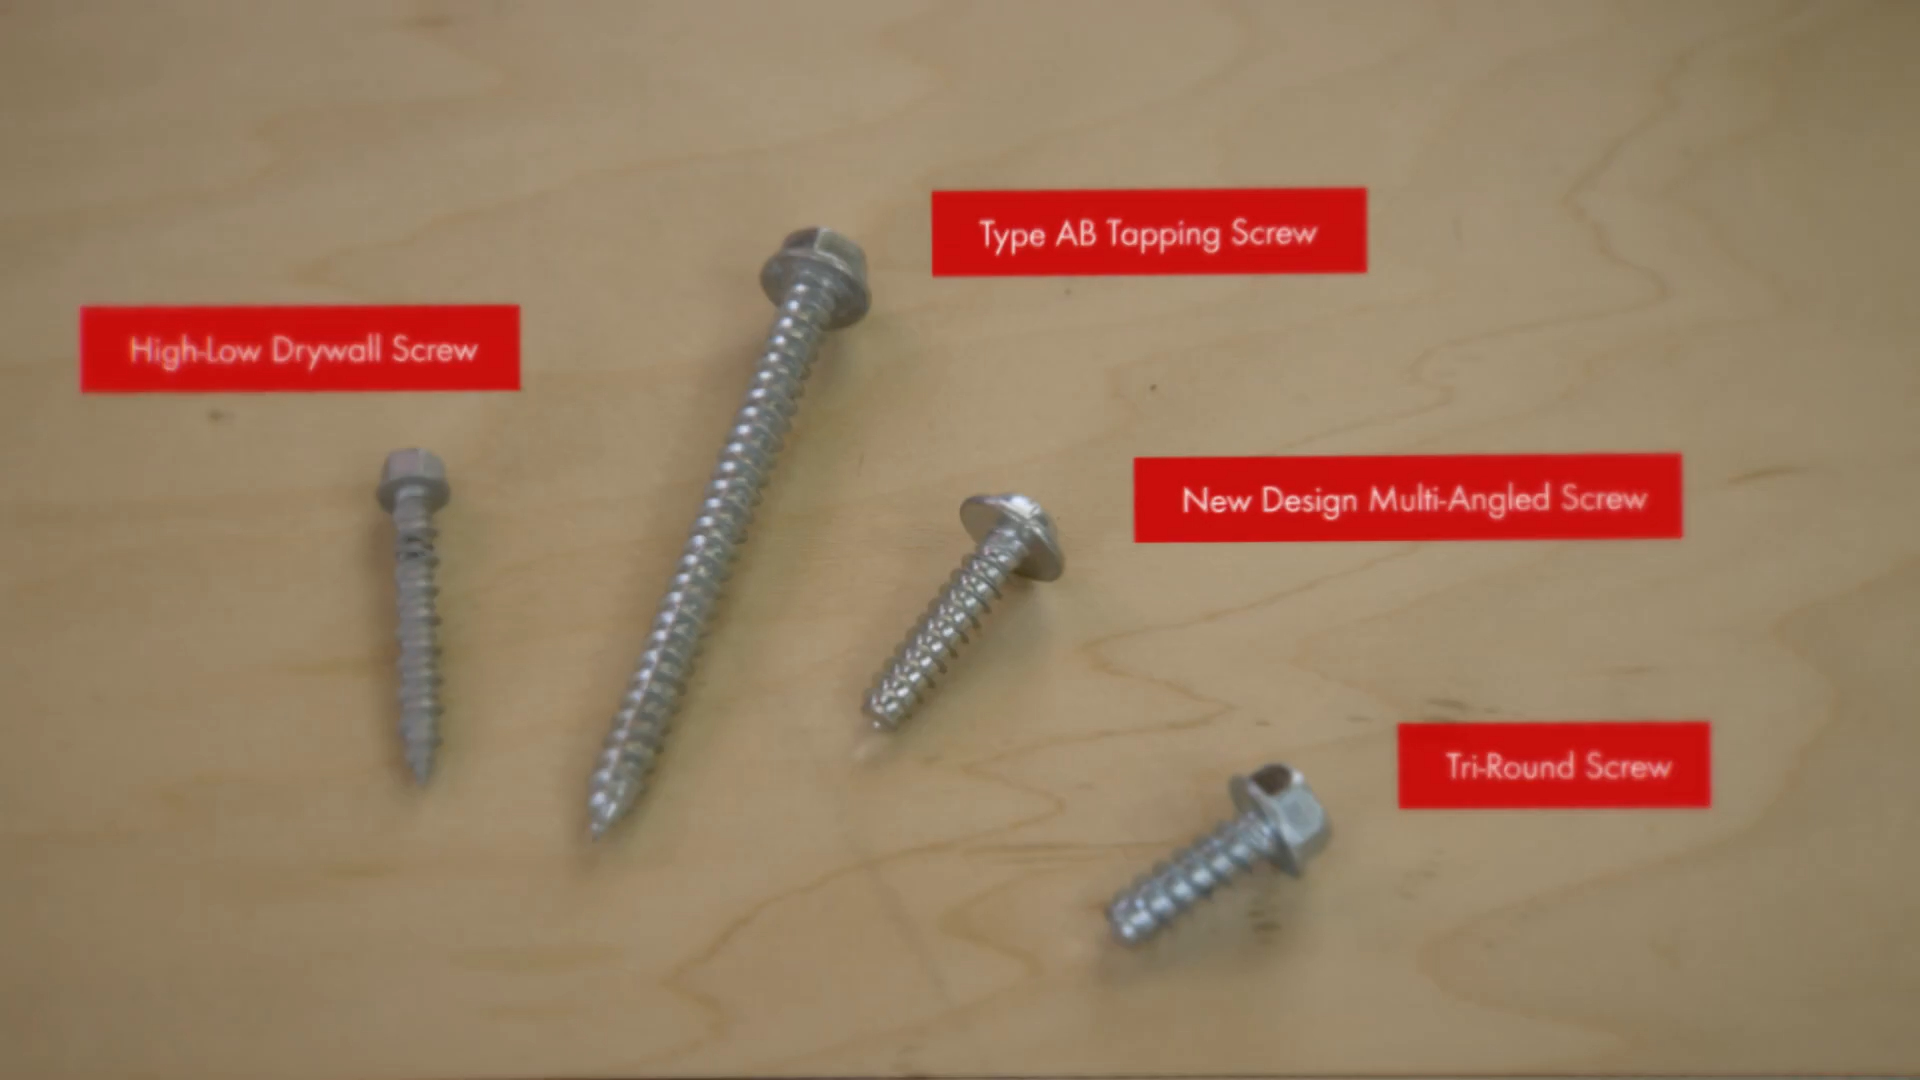 Type AB Tapping Screw
High-Low Drywall Screw
New Design Multi-Angled Screw
Tri-Round Screw